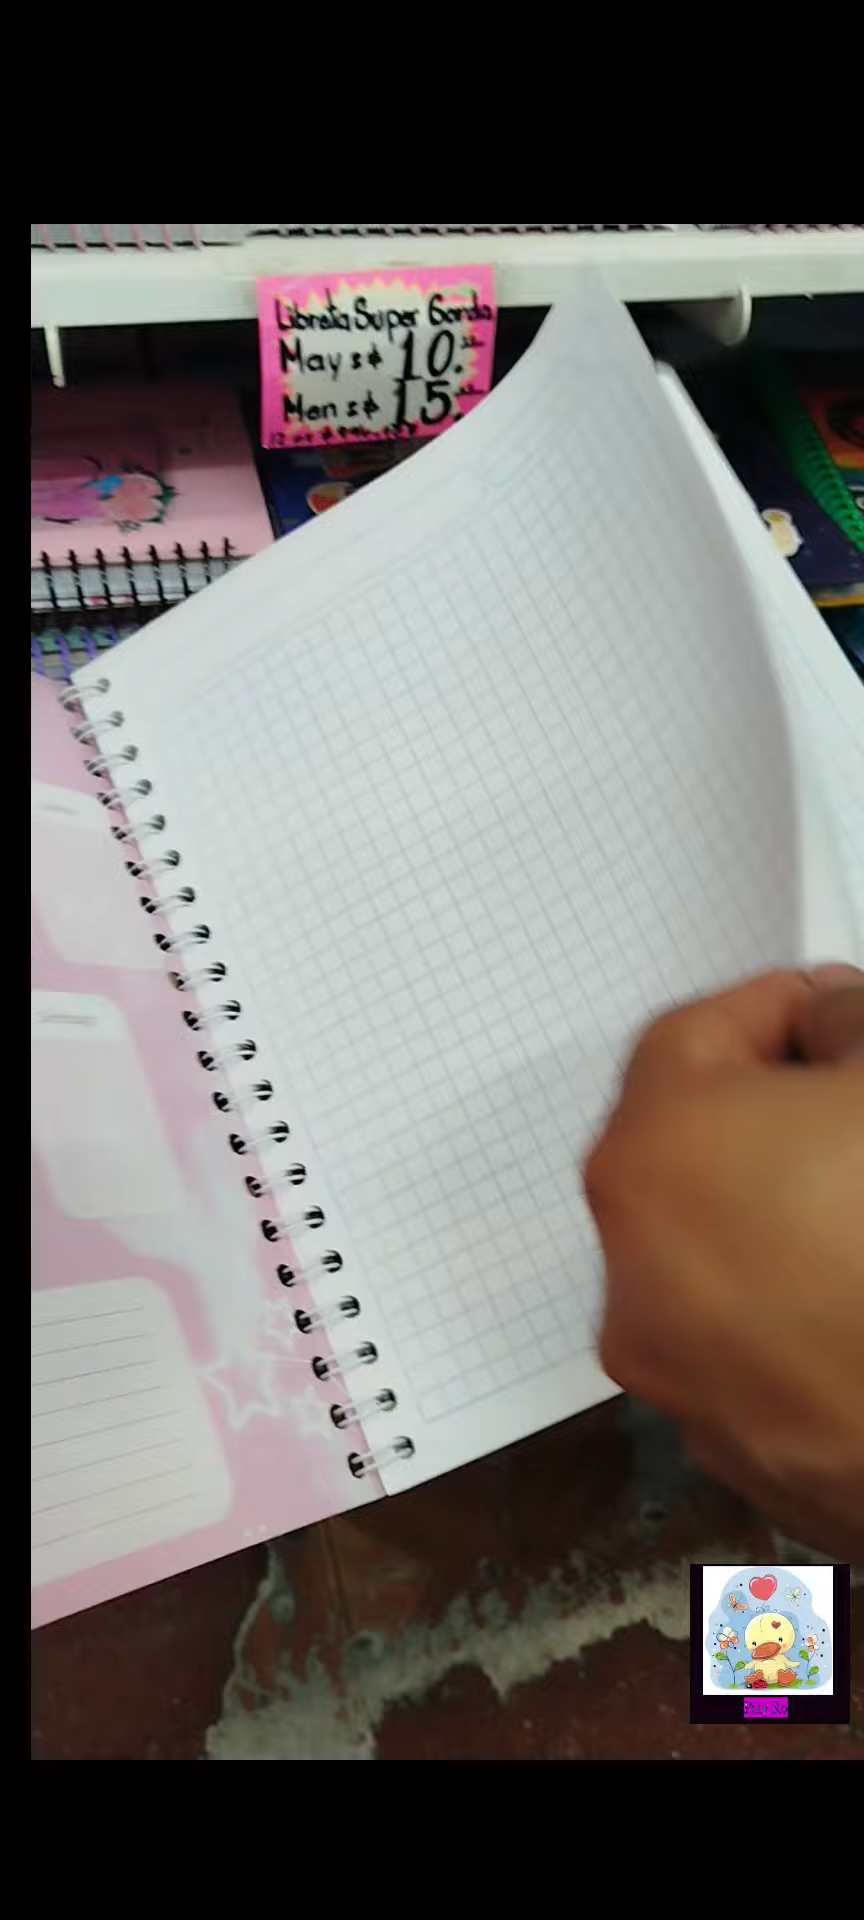 Libreta Super Gorda
May : $ 10.
Men : $ 15.